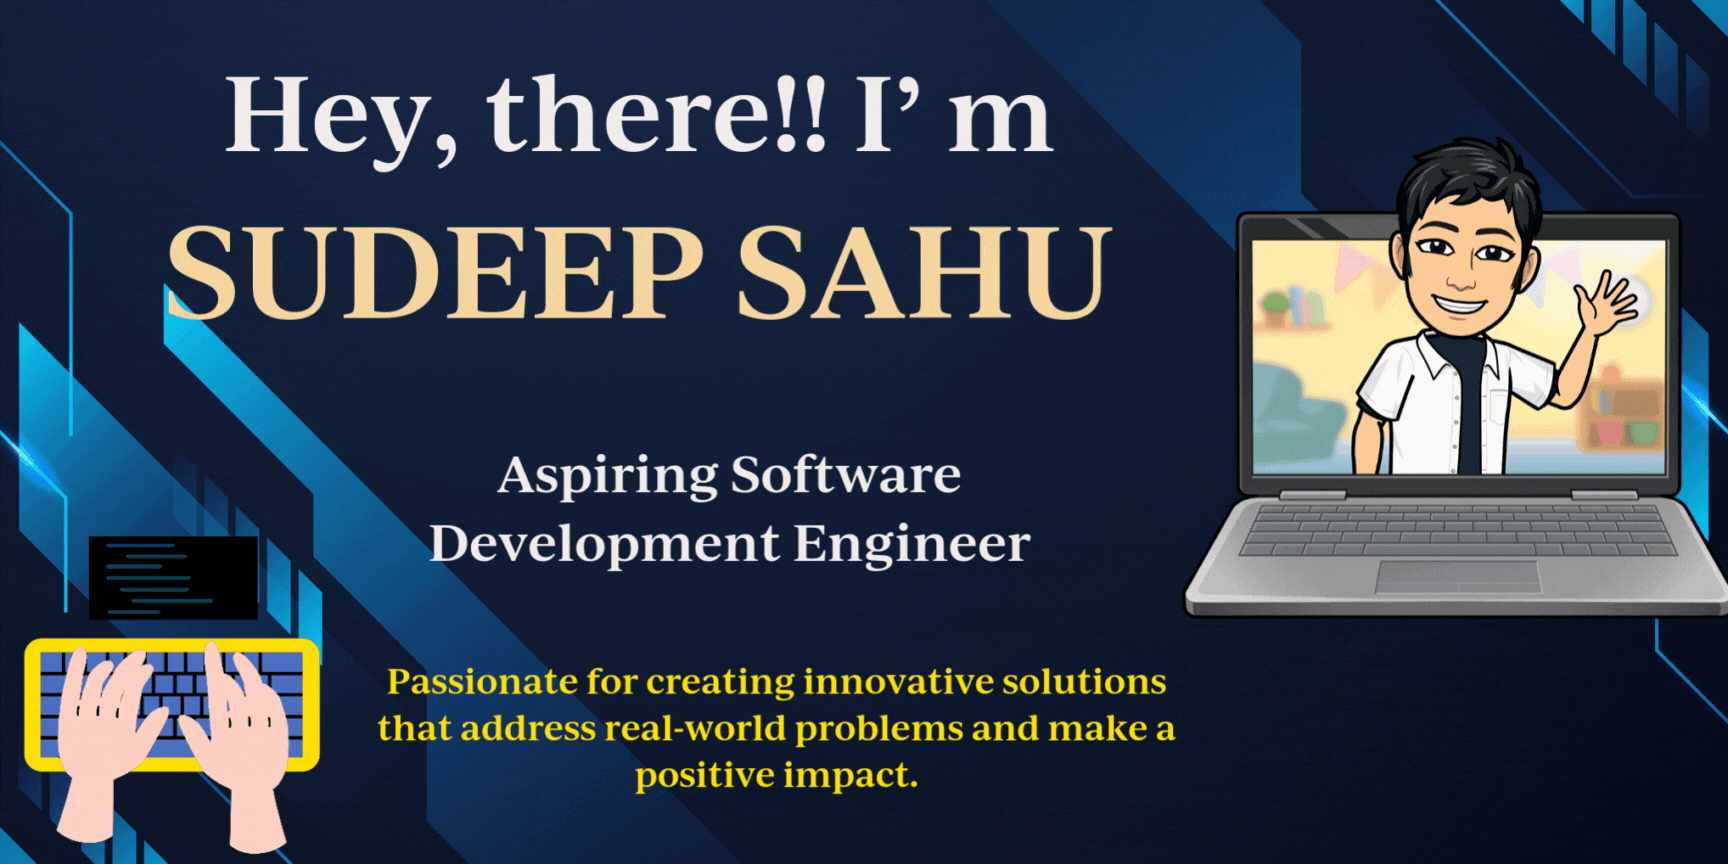 Hey, there!! I’ m
SUDEEP SAHU
Aspiring Software
Development Engineer
Passionate for creating innovative solutions
that address real-world problems and make a
positive impact.